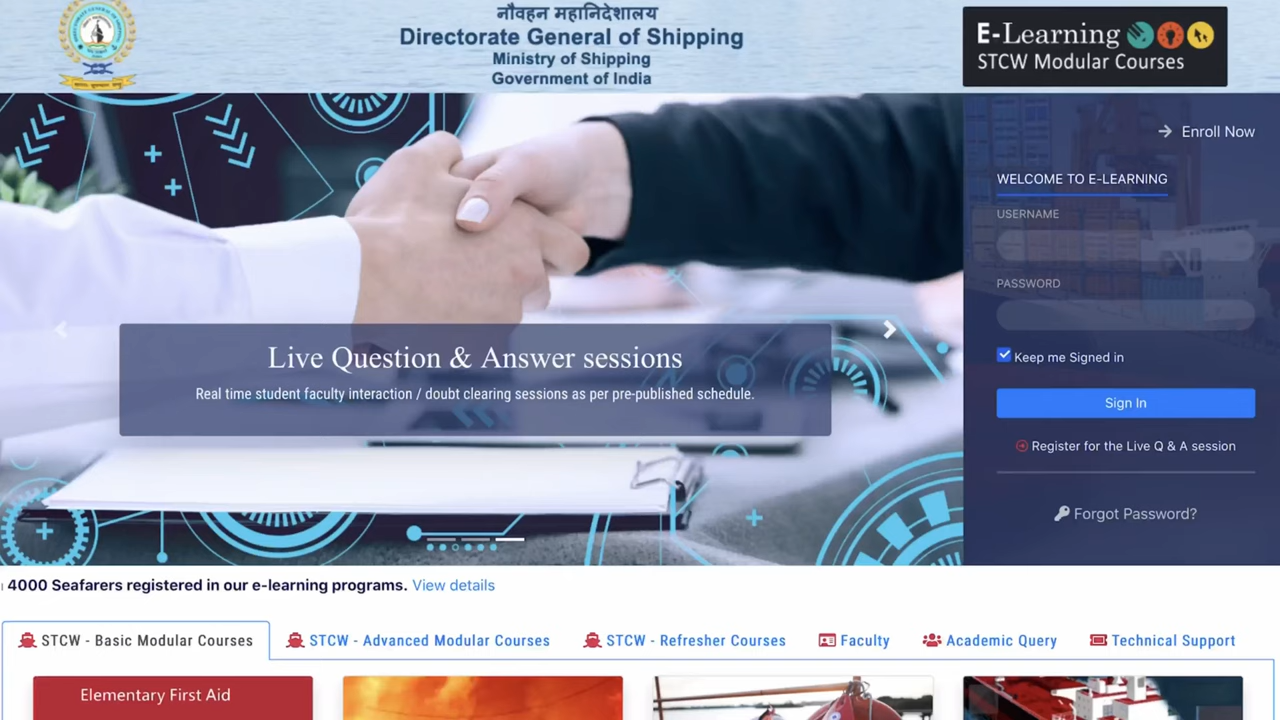 नौवहन महानिदेशालय
Directorate General of Shipping
Ministry of Shipping
Government of India
E-Learning
STCW Modular Courses
Enroll Now
WELCOME TO E-LEARNING
USERNAME
PASSWORD
Keep me Signed in
Sign In
Register for the Live Q & A session
Forgot Password?
Live Question & Answer sessions
Real time student faculty interaction / doubt clearing sessions as per pre-published schedule.
4000 Seafarers registered in our e-learning programs. View details
STCW - Basic Modular Courses
STCW - Advanced Modular Courses
STCW - Refresher Courses
Faculty
Academic Query
Technical Support
Elementary First Aid